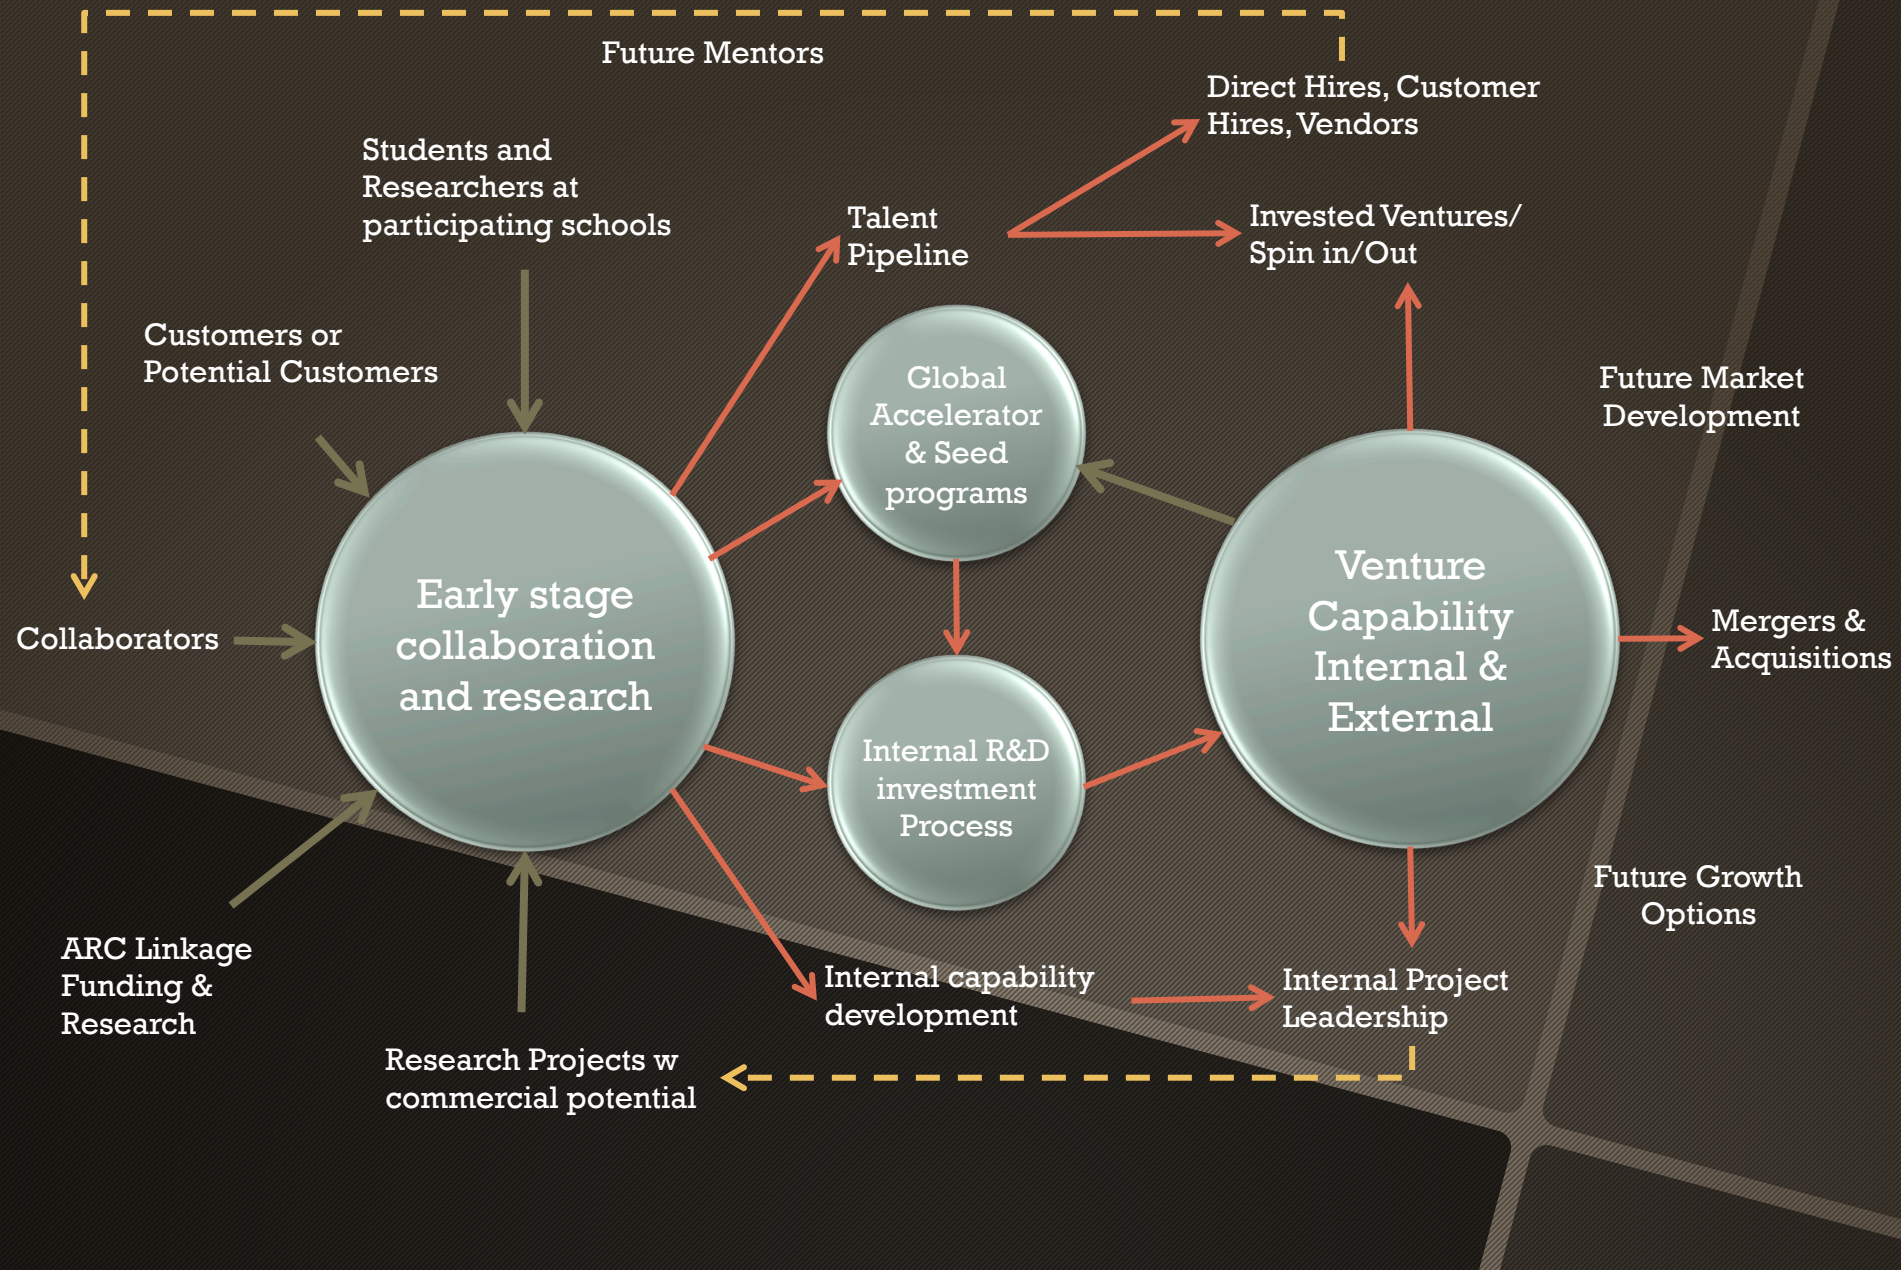 Future Mentors
Direct Hires, Customer
Hires, Vendors
Students and
Researchers at
participating schools
Talent
Pipeline
Invested Ventures/
Spin in/Out
Customers or
Potential Customers
Global
Accelerator
& Seed
programs
Future Market
Development
Early stage
collaboration
and research
Venture
Capability
Internal &
External
Collaborators
Mergers &
Acquisitions
Internal R&D
investment
Process
Future Growth
Options
ARC Linkage
Funding &
Research
Internal capability
development
Internal Project
Leadership
Research Projects w
commercial potential